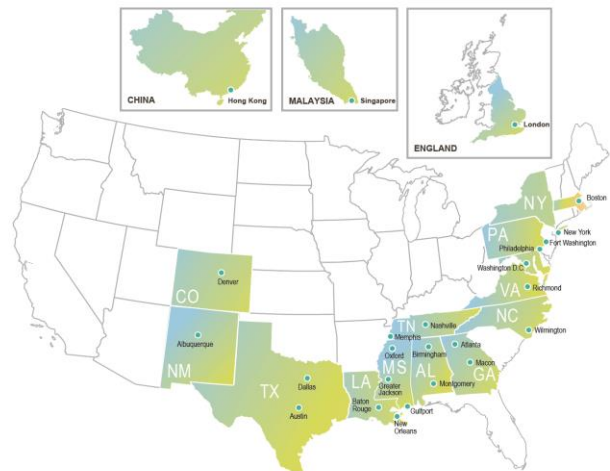 CHINA
Hong Kong
MALAYSIA
Singapore
ENGLAND
London
NY
Boston
PA
New York
Fort Washington
Philadelphia
Washington D.C
CO
Denver
VA
Richmond
NC
Wilmington
TN
Nashville
Memphis
Oxford
Birmingham
Atlanta
Albuquerque
NM
TX
Dallas
LA
MS
AL
Macon
GA
Greater
Jackson
Montgomery
Baton
Rouge
Austin
Gulfport
New
Orleans